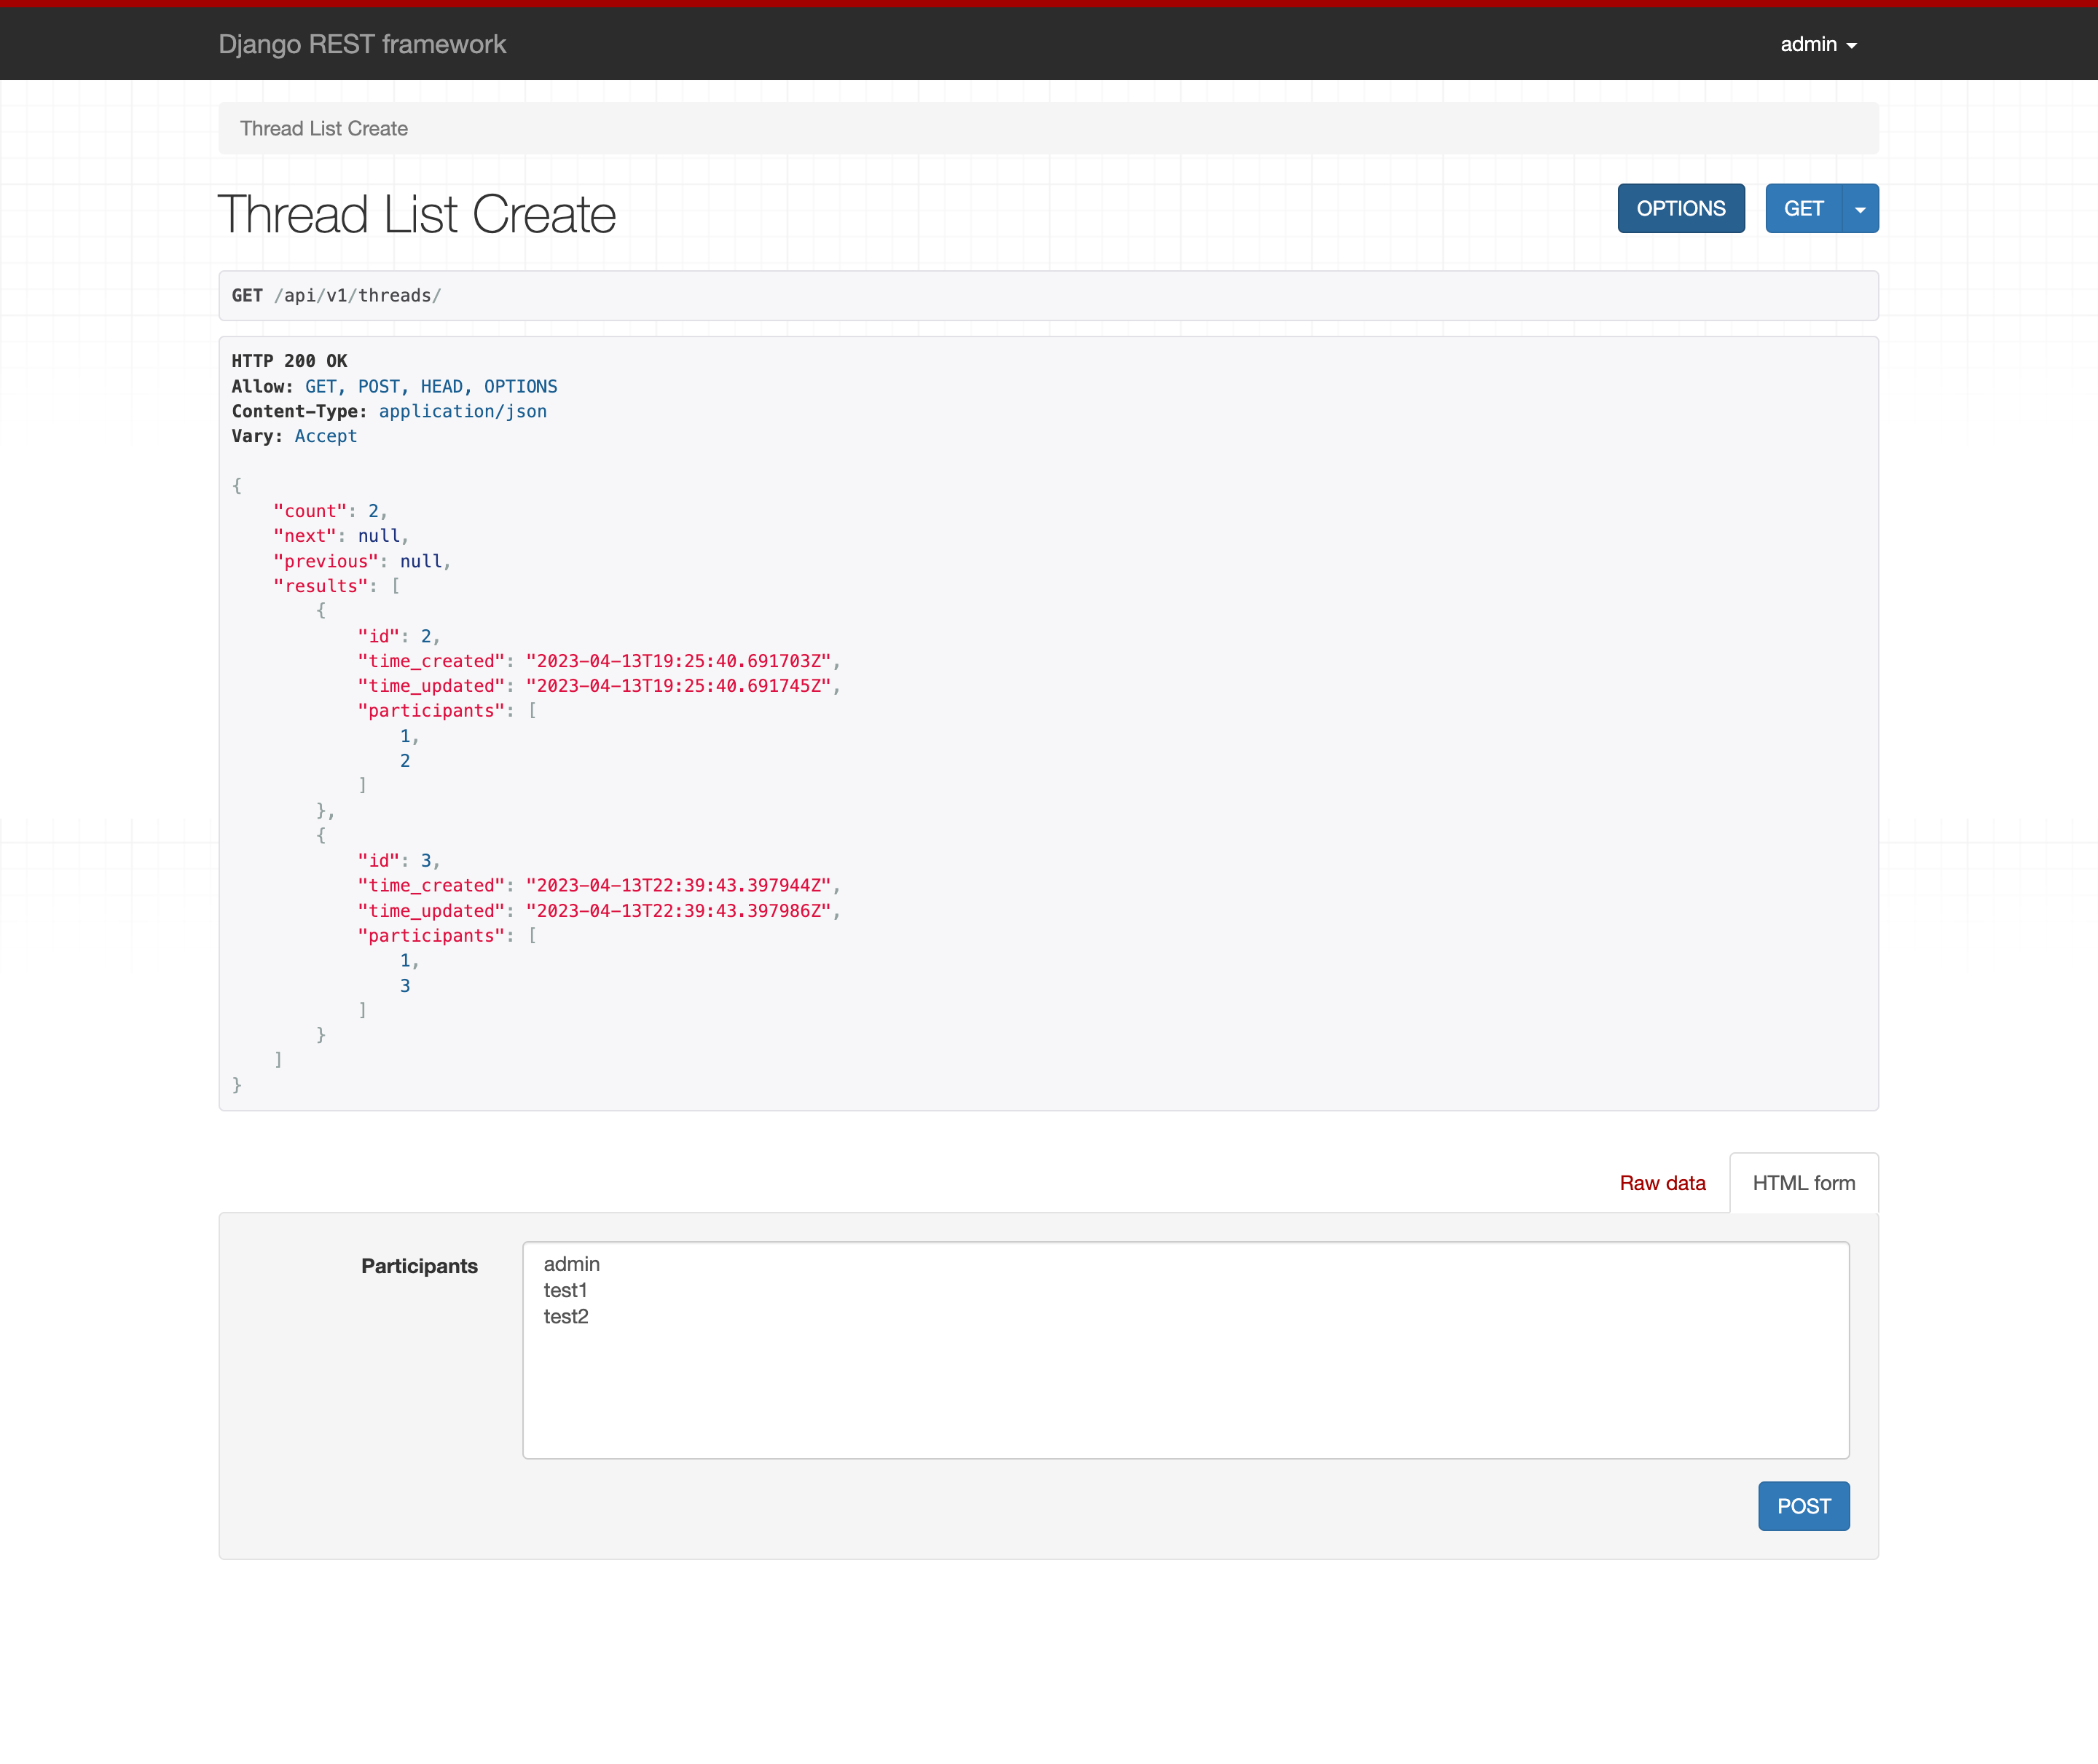 Django REST framework
admin
Thread List Create
Thread List Create
OPTIONS
GET
GET /api/v1/threads/
HTTP 200 OK
Allow: GET, POST, HEAD, OPTIONS
Content-Type: application/json
Vary: Accept
{
    "count": 2,
    "next": null,
    "previous": null,
    "results": [
        {
            "id": 2,
            "time_created": "2023-04-13T19:25:40.691703Z",
            "time_updated": "2023-04-13T19:25:40.691745Z",
            "participants": [
                1,
                2
            ]
        },
        {
            "id": 3,
            "time_created": "2023-04-13T22:39:43.397944Z",
            "time_updated": "2023-04-13T22:39:43.397986Z",
            "participants": [
                1,
                3
            ]
        }
    ]
}
Raw data
HTML form
Participants
admin
test1
test2
POST